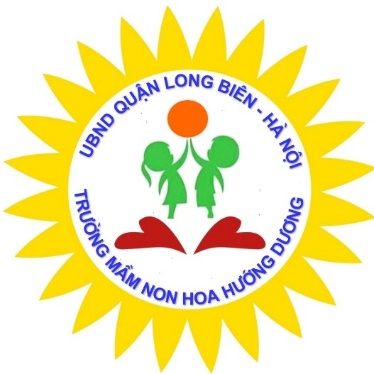 UBND QUẬN LONG BIÊN - HÀ NỘI
TRƯỜNG MẦM NON HOA HƯỚNG DƯƠNG